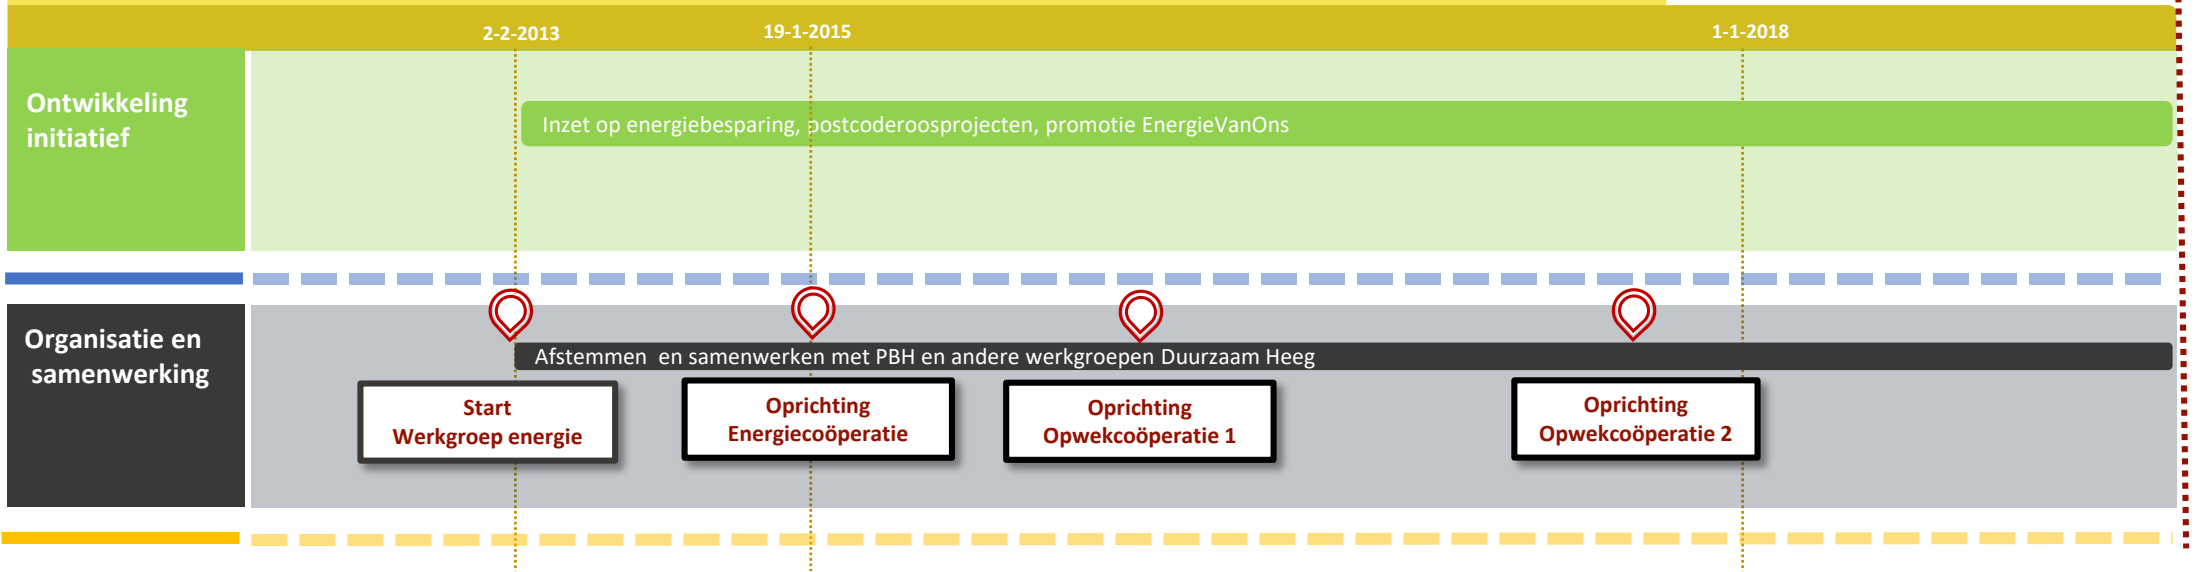 2-2-2013
19-1-2015
1-1-2018
Ontwikkeling
initiatief
Inzet op energiebesparing, postcoderoosprojecten, promotie EnergieVanOns
Organisatie en
samenwerking
Afstemmen  en samenwerken met PBH en andere werkgroepen Duurzaam Heeg
Start
Werkgroep energie
Oprichting
Energiecoöperatie
Oprichting
Opwekcoöperatie 1
Oprichting
Opwekcoöperatie 2